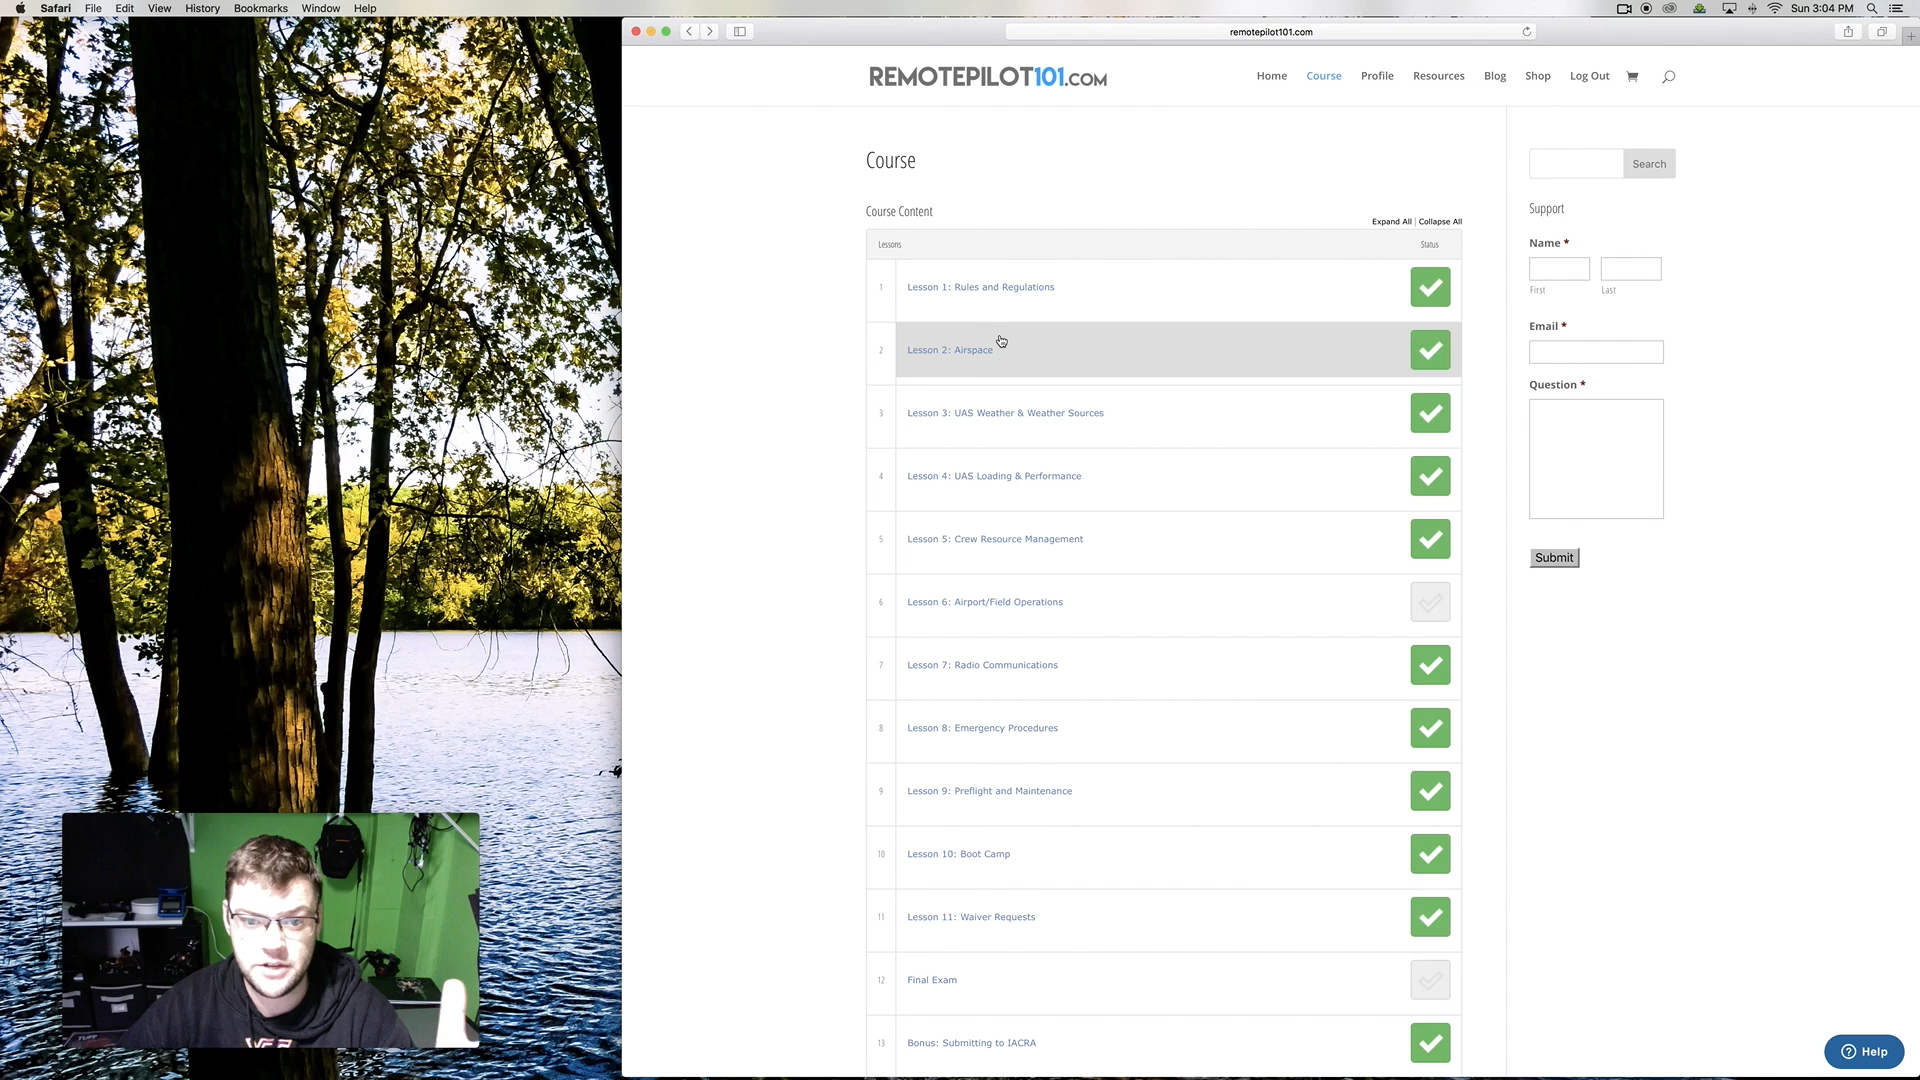 Safari File Edit View History Bookmarks Window Help
Sun 3:04 PM
remotepilot101.com
REMOTEPILOT101.COM
Home Course Profile Resources Blog Shop Log Out
Course
Course Content
Expand All | Collapse All
Lessons Status
1 Lesson 1: Rules and Regulations
2 Lesson 2: Airspace
3 Lesson 3: UAS Weather & Weather Sources
4 Lesson 4: UAS Loading & Performance
5 Lesson 5: Crew Resource Management
6 Lesson 6: Airport/Field Operations
7 Lesson 7: Radio Communications
8 Lesson 8: Emergency Procedures
9 Lesson 9: Preflight and Maintenance
10 Lesson 10: Boot Camp
11 Lesson 11: Waiver Requests
12 Final Exam
13 Bonus: Submitting to IACRA
Search
Support
Name *
First Last
Email *
Question *
Submit
Help